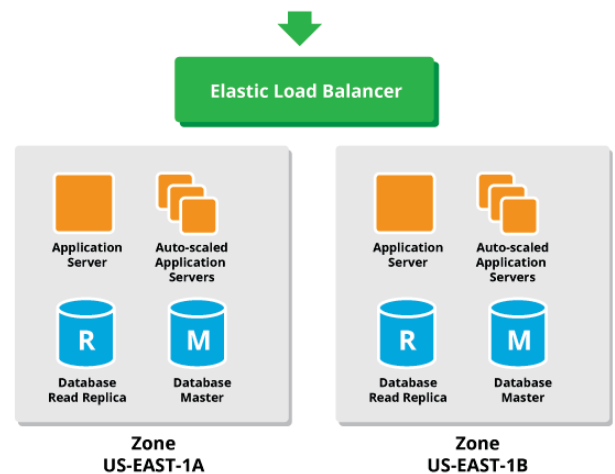 Elastic Load Balancer
Application
Server
Auto-scaled
Application
Servers
R
Database
Read Replica
M
Database
Master
Zone
US-EAST-1A
Application
Server
Auto-scaled
Application
Servers
R
Database
Read Replica
M
Database
Master
Zone
US-EAST-1B